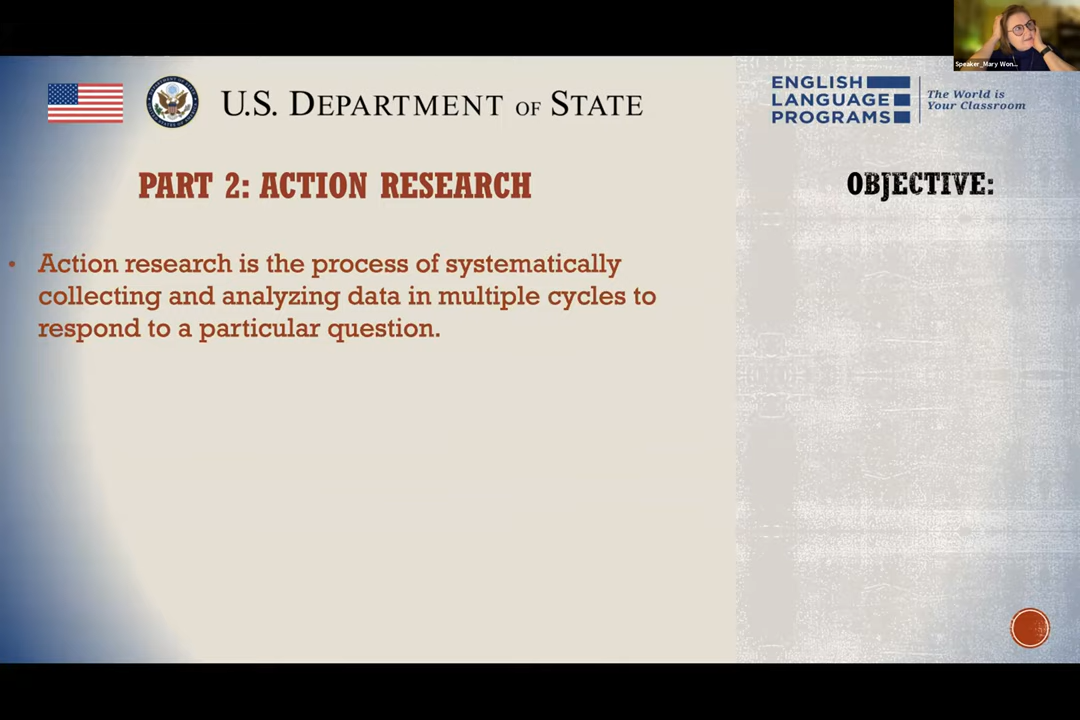 Speaker_Mary Won...
U.S. DEPARTMENT OF STATE
ENGLISH
LANGUAGE
PROGRAMS
The World is
Your Classroom
PART 2: ACTION RESEARCH
OBJECTIVE:
• Action research is the process of systematically
collecting and analyzing data in multiple cycles to
respond to a particular question.